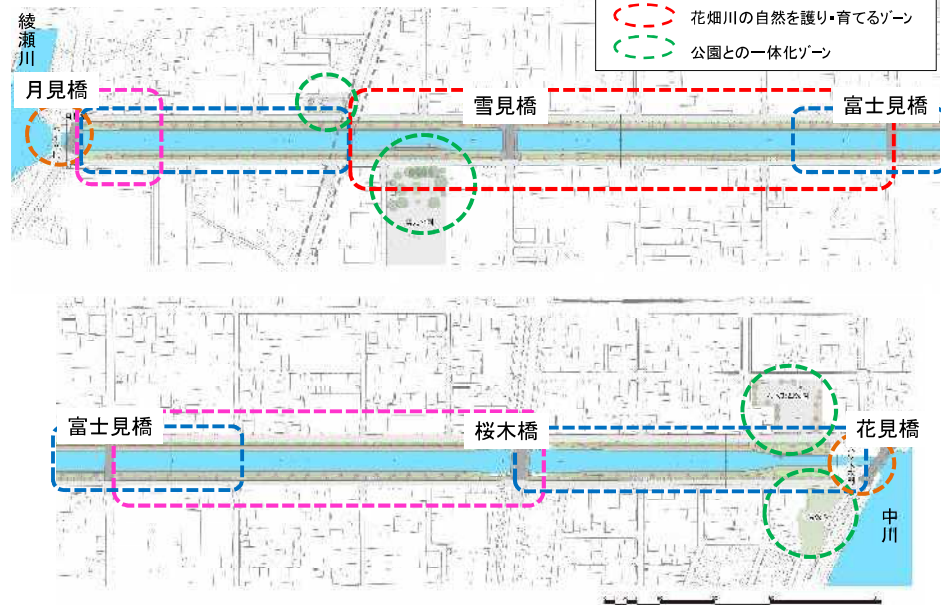 花畑川の自然を護り・育てるゾーン
公園との一体化ゾーン
綾瀬川
月見橋
雪見橋
富士見橋
富士見橋
桜木橋
花見橋
中川